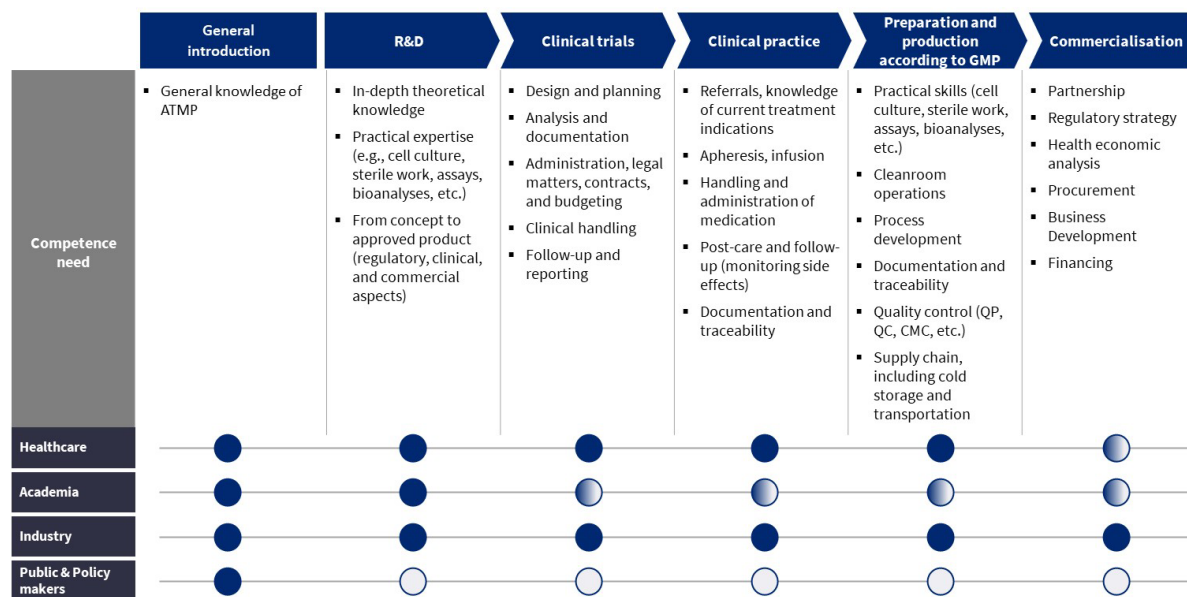 General
introduction
R&D
Clinical trials
Clinical practice
Preparation and
production
according to GMP
Commercialisation
Competence
need
▪ General knowledge of
ATMP
▪ In-depth theoretical
knowledge
▪ Practical expertise
(e.g., cell culture,
sterile work, assays,
bioanalyses, etc.)
▪ From concept to
approved product
(regulatory, clinical,
and commercial
aspects)
▪ Design and planning
▪ Analysis and
documentation
▪ Administration, legal
matters, contracts,
and budgeting
▪ Clinical handling
▪ Follow-up and
reporting
▪ Referrals, knowledge
of current treatment
indications
▪ Apheresis, infusion
▪ Handling and
administration of
medication
▪ Post-care and follow-
up (monitoring side
effects)
▪ Documentation and
traceability
▪ Practical skills (cell
culture, sterile work,
assays, bioanalyses,
etc.)
▪ Cleanroom
operations
▪ Process
development
▪ Documentation and
traceability
▪ Quality control (QP,
QC, CMC, etc.)
▪ Supply chain,
including cold
storage and
transportation
▪ Partnership
▪ Regulatory strategy
▪ Health economic
analysis
▪ Procurement
▪ Business
Development
▪ Financing
Healthcare
Academia
Industry
Public & Policy
makers